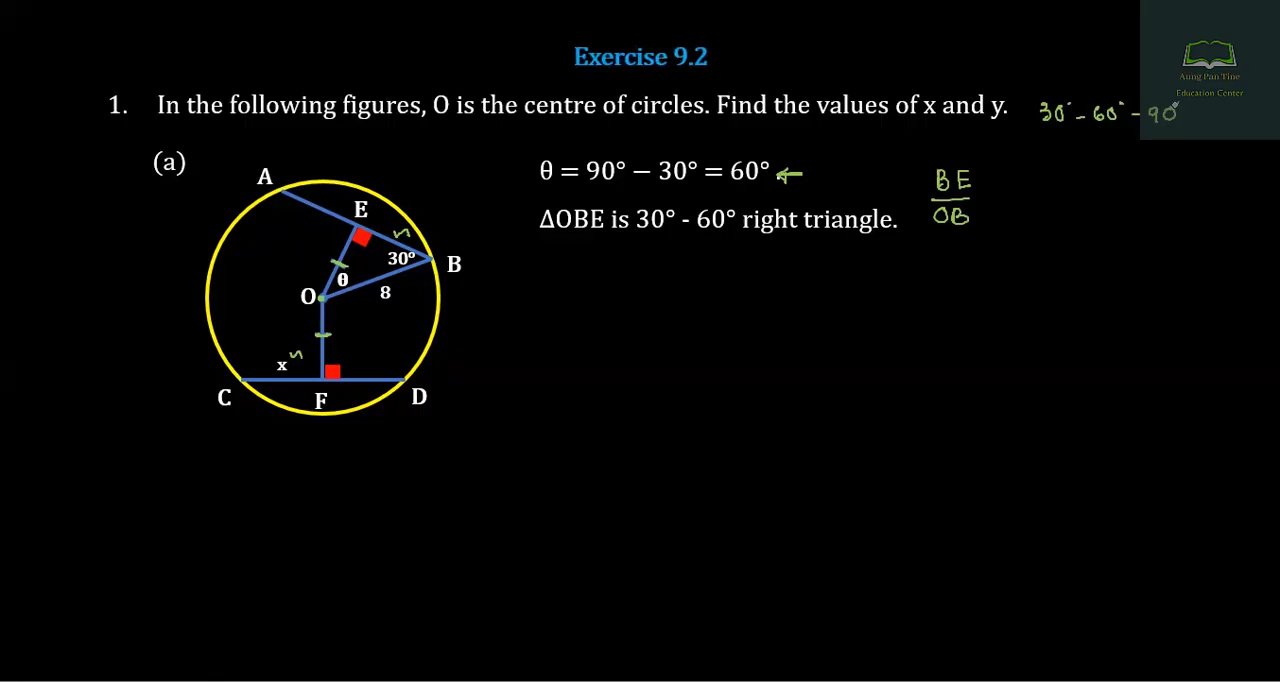 Exercise 9.2
Aung Pan Tine
Education Center
1. In the following figures, O is the centre of circles. Find the values of x and y.
30° - 60° - 90°
(a)
θ = 90° − 30° = 60° ←
ΔOBE is 30° - 60° right triangle.
BE
OB
A
E
30°
B
θ
O
8
x
C
F
D